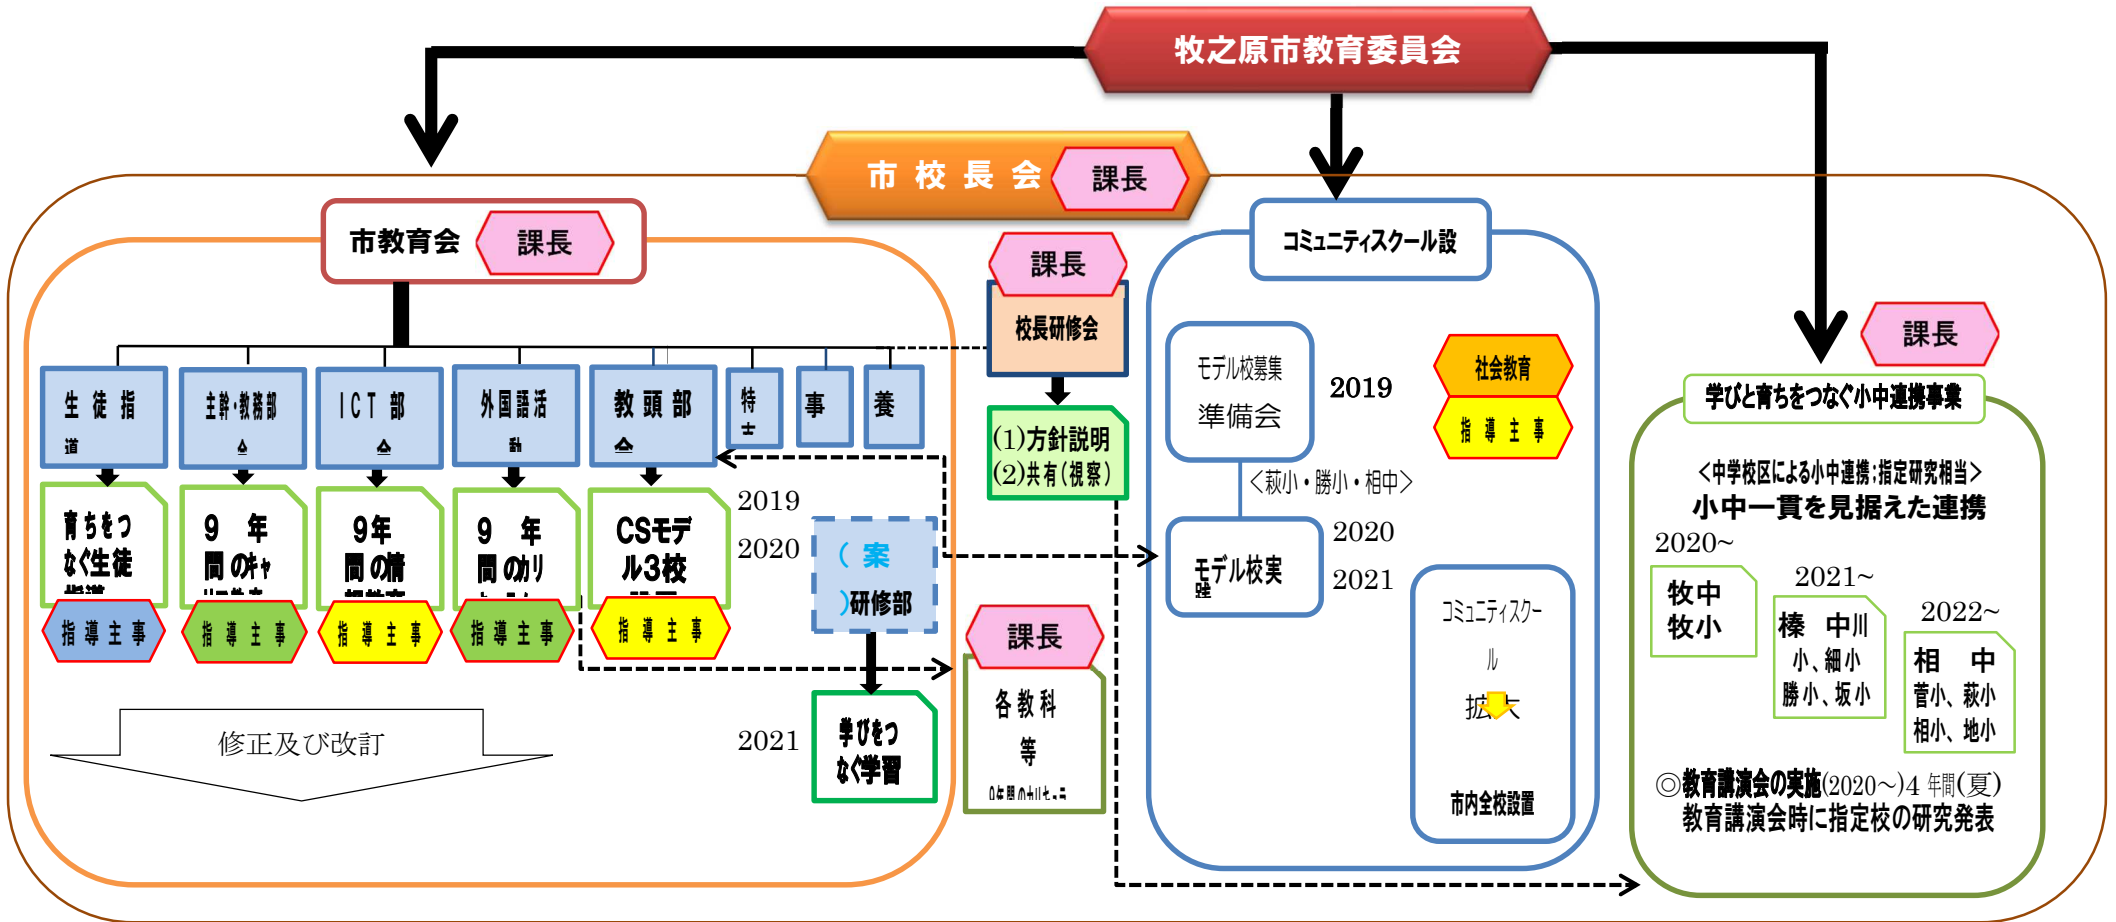 牧之原市教育委員会
市校長会
課長
市教育会
課長
課長
校長研修会
(1)方針説明
(2)共有(視察)
コミュニティスクール設
課長
生徒指
道
主幹・教務部
ICT部
外国語活
教頭部
特
事
養
育ちをつ
なぐ生徒
9年
間のキャ
9年
間の情
9年
間のカリ
CSモデ
ル3校
指導主事
指導主事
指導主事
指導主事
指導主事
修正及び改訂
2019
2020
2021
(案
)研修部
学びをつ
なぐ学習
課長
各教科
等
モデル校募集
準備会
2019
社会教育
指導主事
<萩小・勝小・相中>
モデル校実
2020
2021
コミュニティスクー
ル
拡大
市内全校設置
学びと育ちをつなぐ小中連携事業
<中学校区による小中連携;指定研究相当>
小中一貫を見据えた連携
2020~
牧中
牧小
2021~
榛中川
小、細小
勝小、坂小
2022~
相中
菅小、萩小
相小、地小
◎教育講演会の実施(2020~)4年間(夏)
教育講演会時に指定校の研究発表